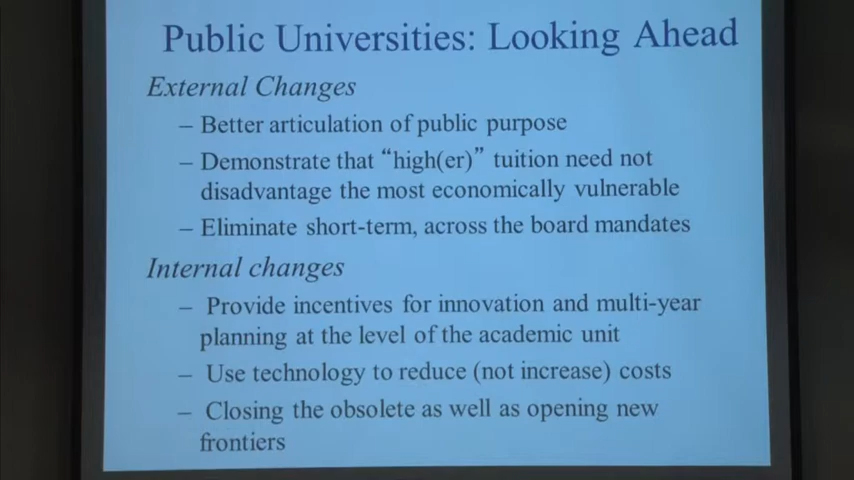 Public Universities: Looking Ahead
External Changes
– Better articulation of public purpose
– Demonstrate that “high(er)” tuition need not
disadvantage the most economically vulnerable
– Eliminate short-term, across the board mandates
Internal changes
– Provide incentives for innovation and multi-year
planning at the level of the academic unit
– Use technology to reduce (not increase) costs
– Closing the obsolete as well as opening new
frontiers